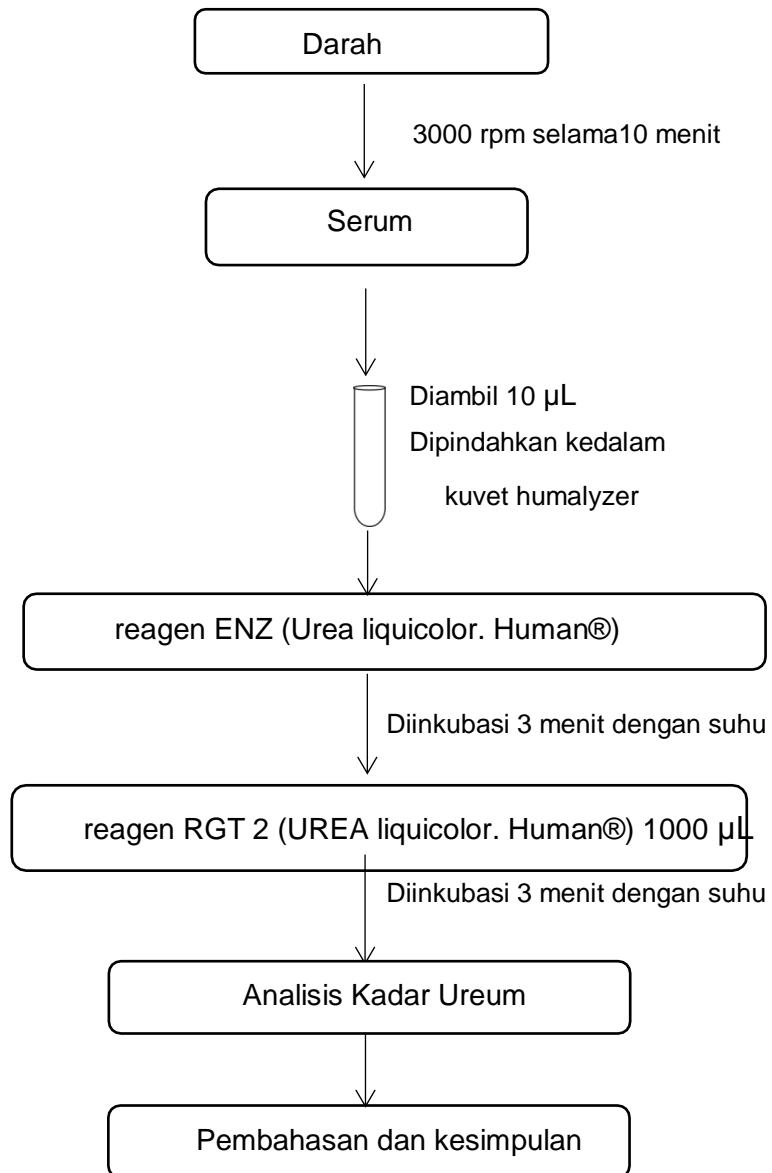 Darah
3000 rpm selama10 menit
Serum
Diambil 10 µL
Dipindahkan kedalam
kuvet humalyzer
reagen ENZ (Urea liquicolor. Human®)
Diinkubasi 3 menit dengan suhu
reagen RGT 2 (UREA liquicolor. Human®) 1000 µL
Diinkubasi 3 menit dengan suhu
Analisis Kadar Ureum
Pembahasan dan kesimpulan